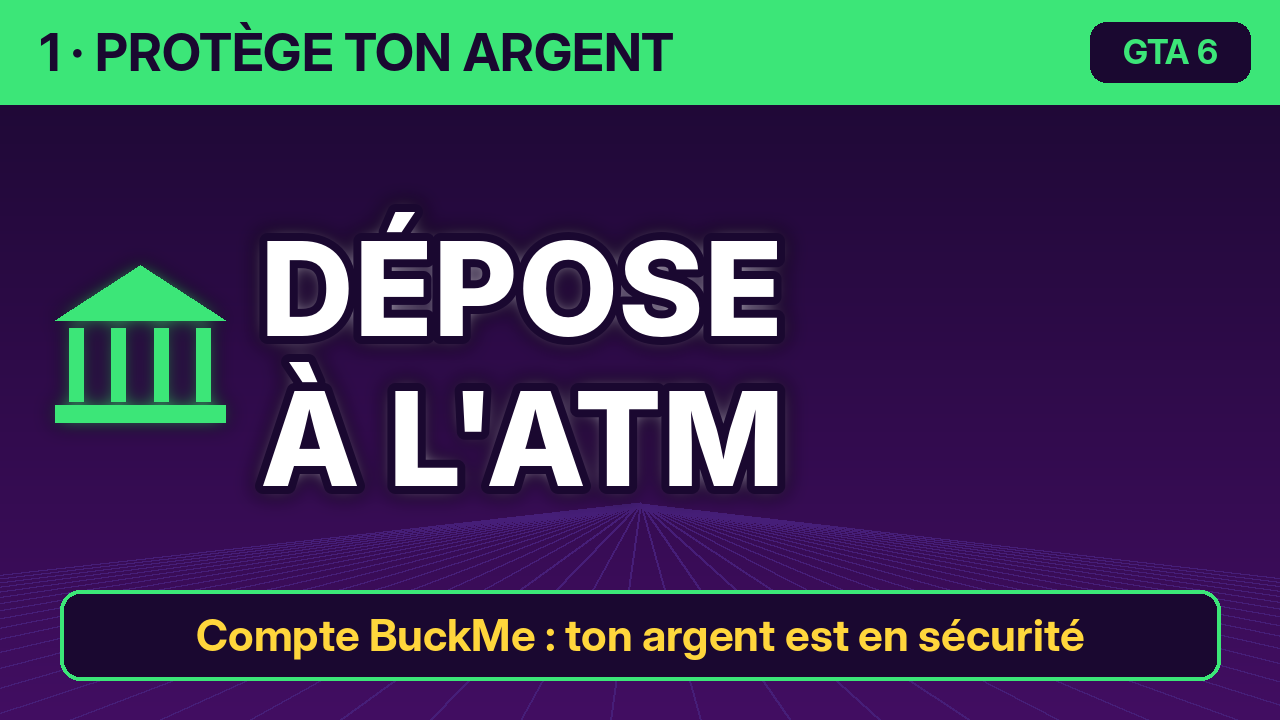 1 · PROTÈGE TON ARGENT
GTA 6
DÉPOSE
À L'ATM
Compte BuckMe : ton argent est en sécurité